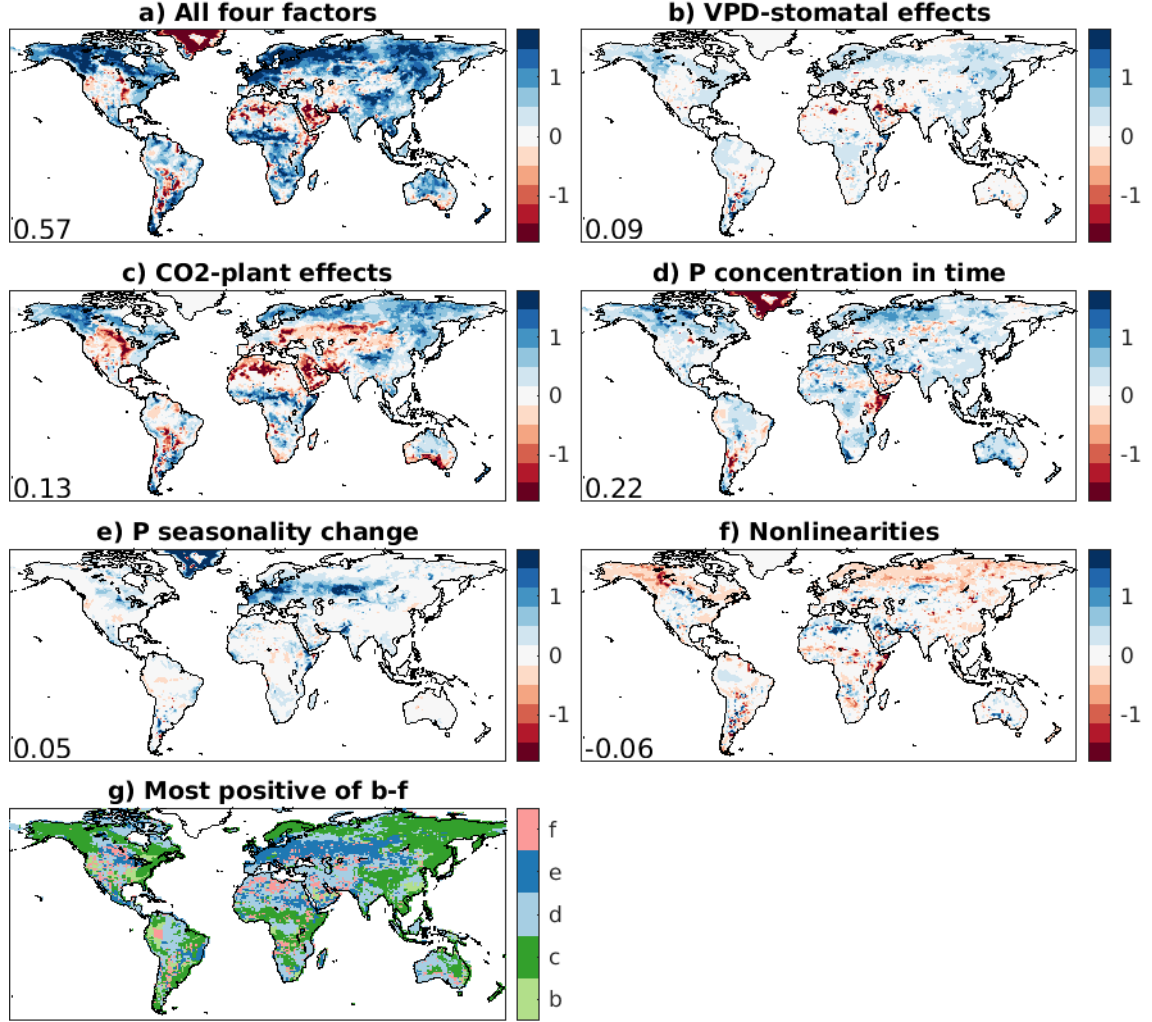 a) All four factors
b) VPD-stomatal effects
1
0
-1
0.57
1
0
-1
0.09
c) CO2-plant effects
d) P concentration in time
1
0
-1
0.13
1
0
-1
0.22
e) P seasonality change
f) Nonlinearities
1
0
-1
0.05
1
0
-1
-0.06
g) Most positive of b-f
f
e
d
c
b